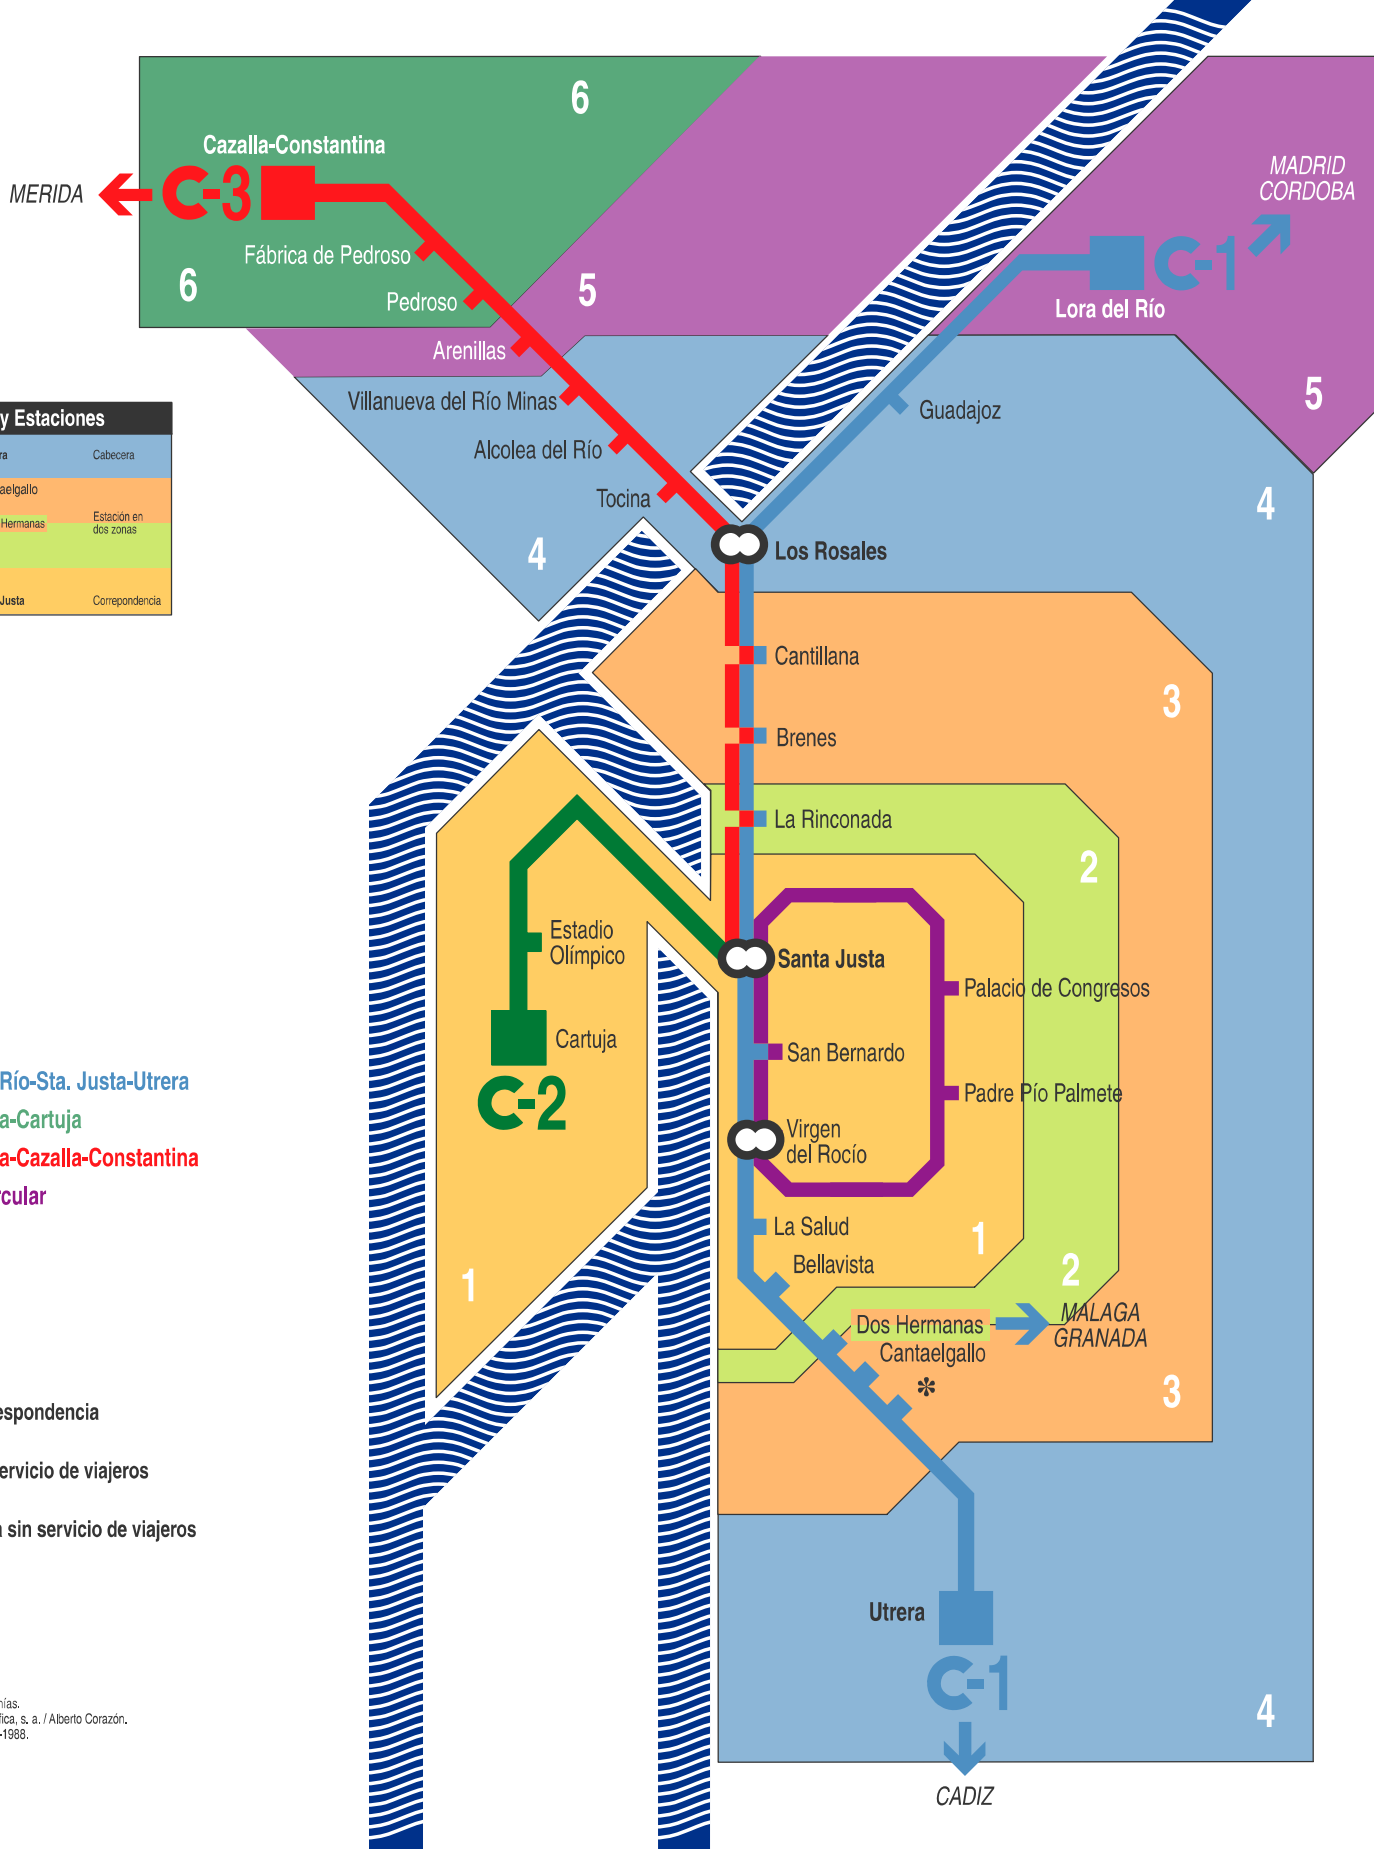 6
Cazalla-Constantina
MERIDA
C-3
MADRID
CORDOBA
C-1
Fábrica de Pedroso
6
5
Pedroso
Lora del Río
Arenillas
5
Villanueva del Río Minas
Guadajoz
y Estaciones
Alcolea del Río
ra
Cabecera
Tocina
4
aelgallo
Hermanas
Estación en
dos zonas
4
Los Rosales
Justa
Correpondencia
Cantillana
3
Brenes
La Rinconada
2
Estadio
Olímpico
Santa Justa
Palacio de Congresos
Cartuja
San Bernardo
Río-Sta. Justa-Utrera
C-2
Padre Pío Palmete
a-Cartuja
Virgen
del Rocío
a-Cazalla-Constantina
rcular
La Salud
1
Bellavista
2
1
Dos Hermanas
MALAGA
GRANADA
Cantaelgallo
*
3
espondencia
ervicio de viajeros
a sin servicio de viajeros
Utrera
C-1
4
nías.
fica, s. a. / Alberto Corazón.
-1988.
CADIZ